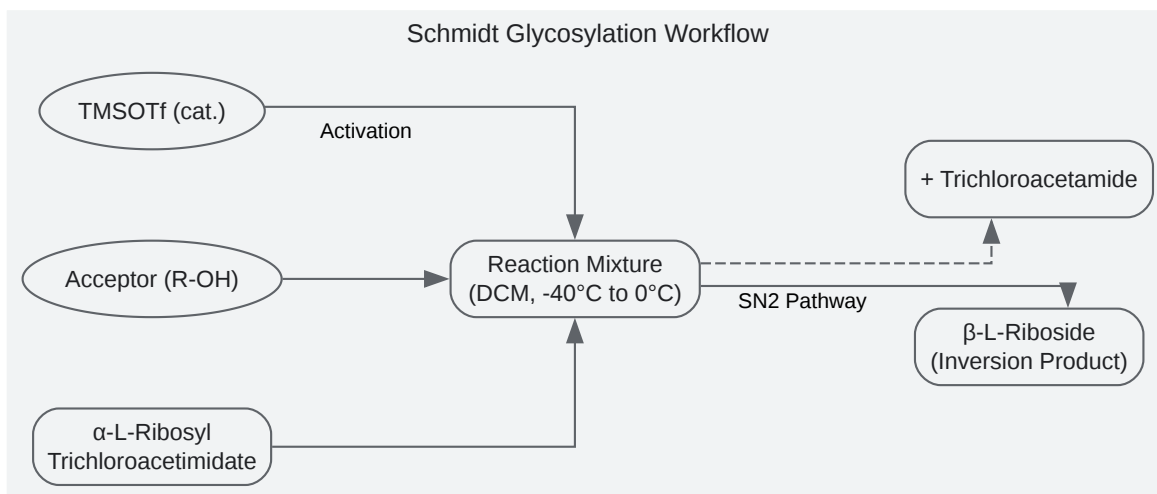 Schmidt Glycosylation Workflow
TMSOTf (cat.)
Activation
+ Trichloroacetamide
Acceptor (R-OH)
Reaction Mixture
(DCM, -40°C to 0°C)
SN2 Pathway
β-L-Riboside
(Inversion Product)
α-L-Ribosyl
Trichloroacetimidate